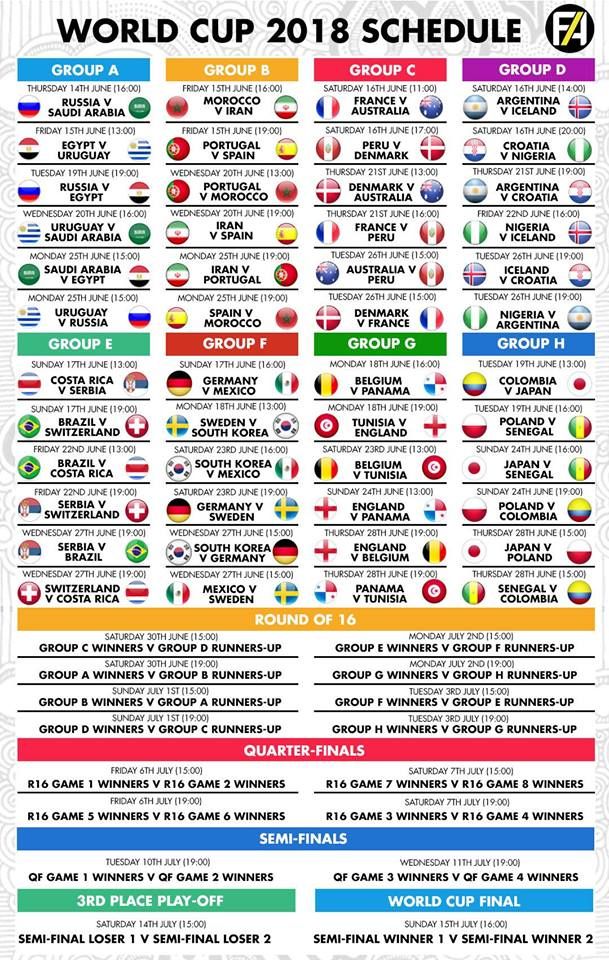 WORLD CUP 2018 SCHEDULE
FA
GROUP A
THURSDAY 14TH JUNE (16:00)
RUSSIA V
SAUDI ARABIA
FRIDAY 15TH JUNE (13:00)
EGYPT V
URUGUAY
TUESDAY 19TH JUNE (19:00)
RUSSIA V
EGYPT
WEDNESDAY 20TH JUNE (16:00)
URUGUAY V
SAUDI ARABIA
MONDAY 25TH JUNE (15:00)
SAUDI ARABIA
V EGYPT
MONDAY 25TH JUNE (15:00)
URUGUAY
V RUSSIA
GROUP B
FRIDAY 15TH JUNE (16:00)
MOROCCO
V IRAN
FRIDAY 15TH JUNE (19:00)
PORTUGAL
V SPAIN
WEDNESDAY 20TH JUNE (13:00)
PORTUGAL
V MOROCCO
WEDNESDAY 20TH JUNE (19:00)
IRAN
V SPAIN
MONDAY 25TH JUNE (19:00)
IRAN V
PORTUGAL
MONDAY 25TH JUNE (19:00)
SPAIN V
MOROCCO
GROUP C
SATURDAY 16TH JUNE (11:00)
FRANCE V
AUSTRALIA
SATURDAY 16TH JUNE (17:00)
PERU V
DENMARK
THURSDAY 21ST JUNE (13:00)
DENMARK V
AUSTRALIA
THURSDAY 21ST JUNE (16:00)
FRANCE V
PERU
TUESDAY 26TH JUNE (15:00)
AUSTRALIA V
PERU
TUESDAY 26TH JUNE (15:00)
DENMARK
V FRANCE
GROUP D
SATURDAY 16TH JUNE (14:00)
ARGENTINA
V ICELAND
SATURDAY 16TH JUNE (20:00)
CROATIA
V NIGERIA
THURSDAY 21ST JUNE (19:00)
ARGENTINA
V CROATIA
FRIDAY 22ND JUNE (16:00)
NIGERIA
V ICELAND
TUESDAY 26TH JUNE (19:00)
ICELAND
V CROATIA
TUESDAY 26TH JUNE (19:00)
NIGERIA V
ARGENTINA
GROUP E
SUNDAY 17TH JUNE (13:00)
COSTA RICA
V SERBIA
SUNDAY 17TH JUNE (19:00)
BRAZIL V
SWITZERLAND
FRIDAY 22ND JUNE (13:00)
BRAZIL V
COSTA RICA
FRIDAY 22ND JUNE (19:00)
SERBIA V
SWITZERLAND
WEDNESDAY 27TH JUNE (19:00)
SERBIA V
BRAZIL
WEDNESDAY 27TH JUNE (19:00)
SWITZERLAND
V COSTA RICA
GROUP F
SUNDAY 17TH JUNE (16:00)
GERMANY
V MEXICO
MONDAY 18TH JUNE (13:00)
SWEDEN V
SOUTH KOREA
SATURDAY 23RD JUNE (16:00)
SOUTH KOREA
V MEXICO
SATURDAY 23RD JUNE (19:00)
GERMANY V
SWEDEN
WEDNESDAY 27TH JUNE (15:00)
SOUTH KOREA
V GERMANY
WEDNESDAY 27TH JUNE (15:00)
MEXICO V
SWEDEN
GROUP G
MONDAY 18TH JUNE (16:00)
BELGIUM
V PANAMA
MONDAY 18TH JUNE (19:00)
TUNISIA V
ENGLAND
SATURDAY 23RD JUNE (13:00)
BELGIUM
V TUNISIA
SUNDAY 24TH JUNE (13:00)
ENGLAND
V PANAMA
THURSDAY 28TH JUNE (19:00)
ENGLAND
V BELGIUM
THURSDAY 28TH JUNE (19:00)
PANAMA
V TUNISIA
GROUP H
TUESDAY 19TH JUNE (13:00)
COLOMBIA
V JAPAN
TUESDAY 19TH JUNE (16:00)
POLAND V
SENEGAL
SUNDAY 24TH JUNE (16:00)
JAPAN V
SENEGAL
SUNDAY 24TH JUNE (19:00)
POLAND V
COLOMBIA
THURSDAY 28TH JUNE (15:00)
JAPAN V
POLAND
THURSDAY 28TH JUNE (15:00)
SENEGAL V
COLOMBIA
ROUND OF 16
SATURDAY 30TH JUNE (15:00)
GROUP C WINNERS V GROUP D RUNNERS-UP
SATURDAY 30TH JUNE (19:00)
GROUP A WINNERS V GROUP B RUNNERS-UP
SUNDAY JULY 1ST (15:00)
GROUP B WINNERS V GROUP A RUNNERS-UP
SUNDAY JULY 1ST (19:00)
GROUP D WINNERS V GROUP C RUNNERS-UP
MONDAY JULY 2ND (15:00)
GROUP E WINNERS V GROUP F RUNNERS-UP
MONDAY JULY 2ND (19:00)
GROUP G WINNERS V GROUP H RUNNERS-UP
TUESDAY 3RD JULY (15:00)
GROUP F WINNERS V GROUP E RUNNERS-UP
TUESDAY 3RD JULY (19:00)
GROUP H WINNERS V GROUP G RUNNERS-UP
QUARTER-FINALS
FRIDAY 6TH JULY (15:00)
R16 GAME 1 WINNERS V R16 GAME 2 WINNERS
FRIDAY 6TH JULY (19:00)
R16 GAME 5 WINNERS V R16 GAME 6 WINNERS
SATURDAY 7TH JULY (15:00)
R16 GAME 7 WINNERS V R16 GAME 8 WINNERS
SATURDAY 7TH JULY (19:00)
R16 GAME 3 WINNERS V R16 GAME 4 WINNERS
SEMI-FINALS
TUESDAY 10TH JULY (19:00)
QF GAME 1 WINNERS V QF GAME 2 WINNERS
WEDNESDAY 11TH JULY (19:00)
QF GAME 3 WINNERS V QF GAME 4 WINNERS
3RD PLACE PLAY-OFF
SATURDAY 14TH JULY (15:00)
SEMI-FINAL LOSER 1 V SEMI-FINAL LOSER 2
WORLD CUP FINAL
SUNDAY 15TH JULY (16:00)
SEMI-FINAL WINNER 1 V SEMI-FINAL WINNER 2